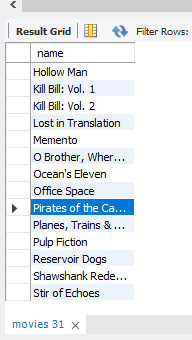 Result Grid
Filter Rows:
name
Hollow Man
Kill Bill: Vol. 1
Kill Bill: Vol. 2
Lost in Translation
Memento
O Brother, Wher...
Ocean's Eleven
Office Space
Pirates of the Ca...
Planes, Trains & ...
Pulp Fiction
Reservoir Dogs
Shawshank Rede...
Stir of Echoes
movies 31